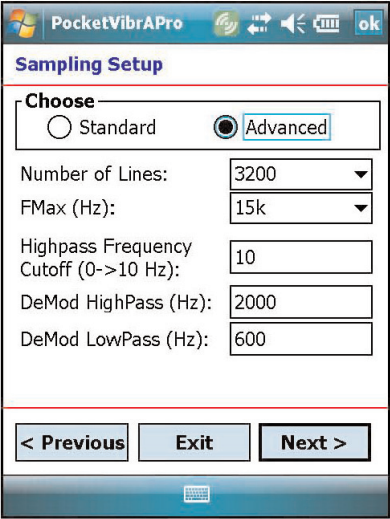 PocketVibrAPro
ok
Sampling Setup
Choose
Standard Advanced
Number of Lines: 3200
FMax (Hz): 15k
Highpass Frequency
Cutoff (0->10 Hz): 10
DeMod HighPass (Hz): 2000
DeMod LowPass (Hz): 600
< Previous Exit Next >